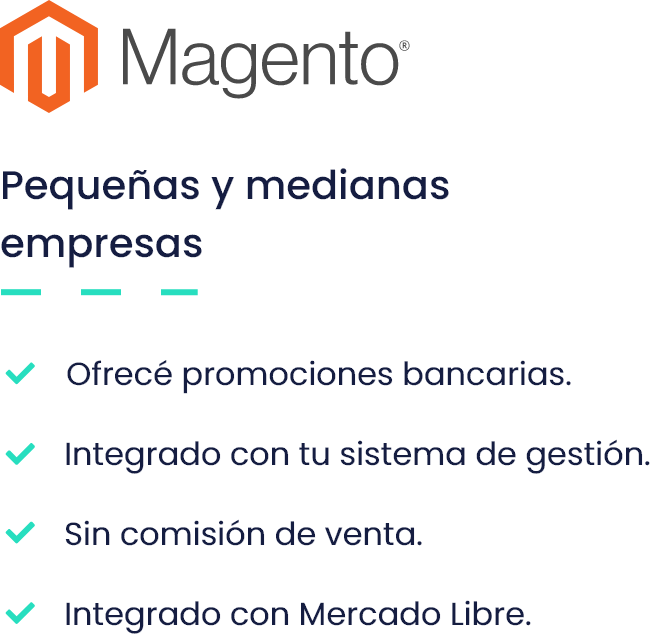 Magento®
Pequeñas y medianas
empresas
Ofrecé promociones bancarias.
Integrado con tu sistema de gestión.
Sin comisión de venta.
Integrado con Mercado Libre.